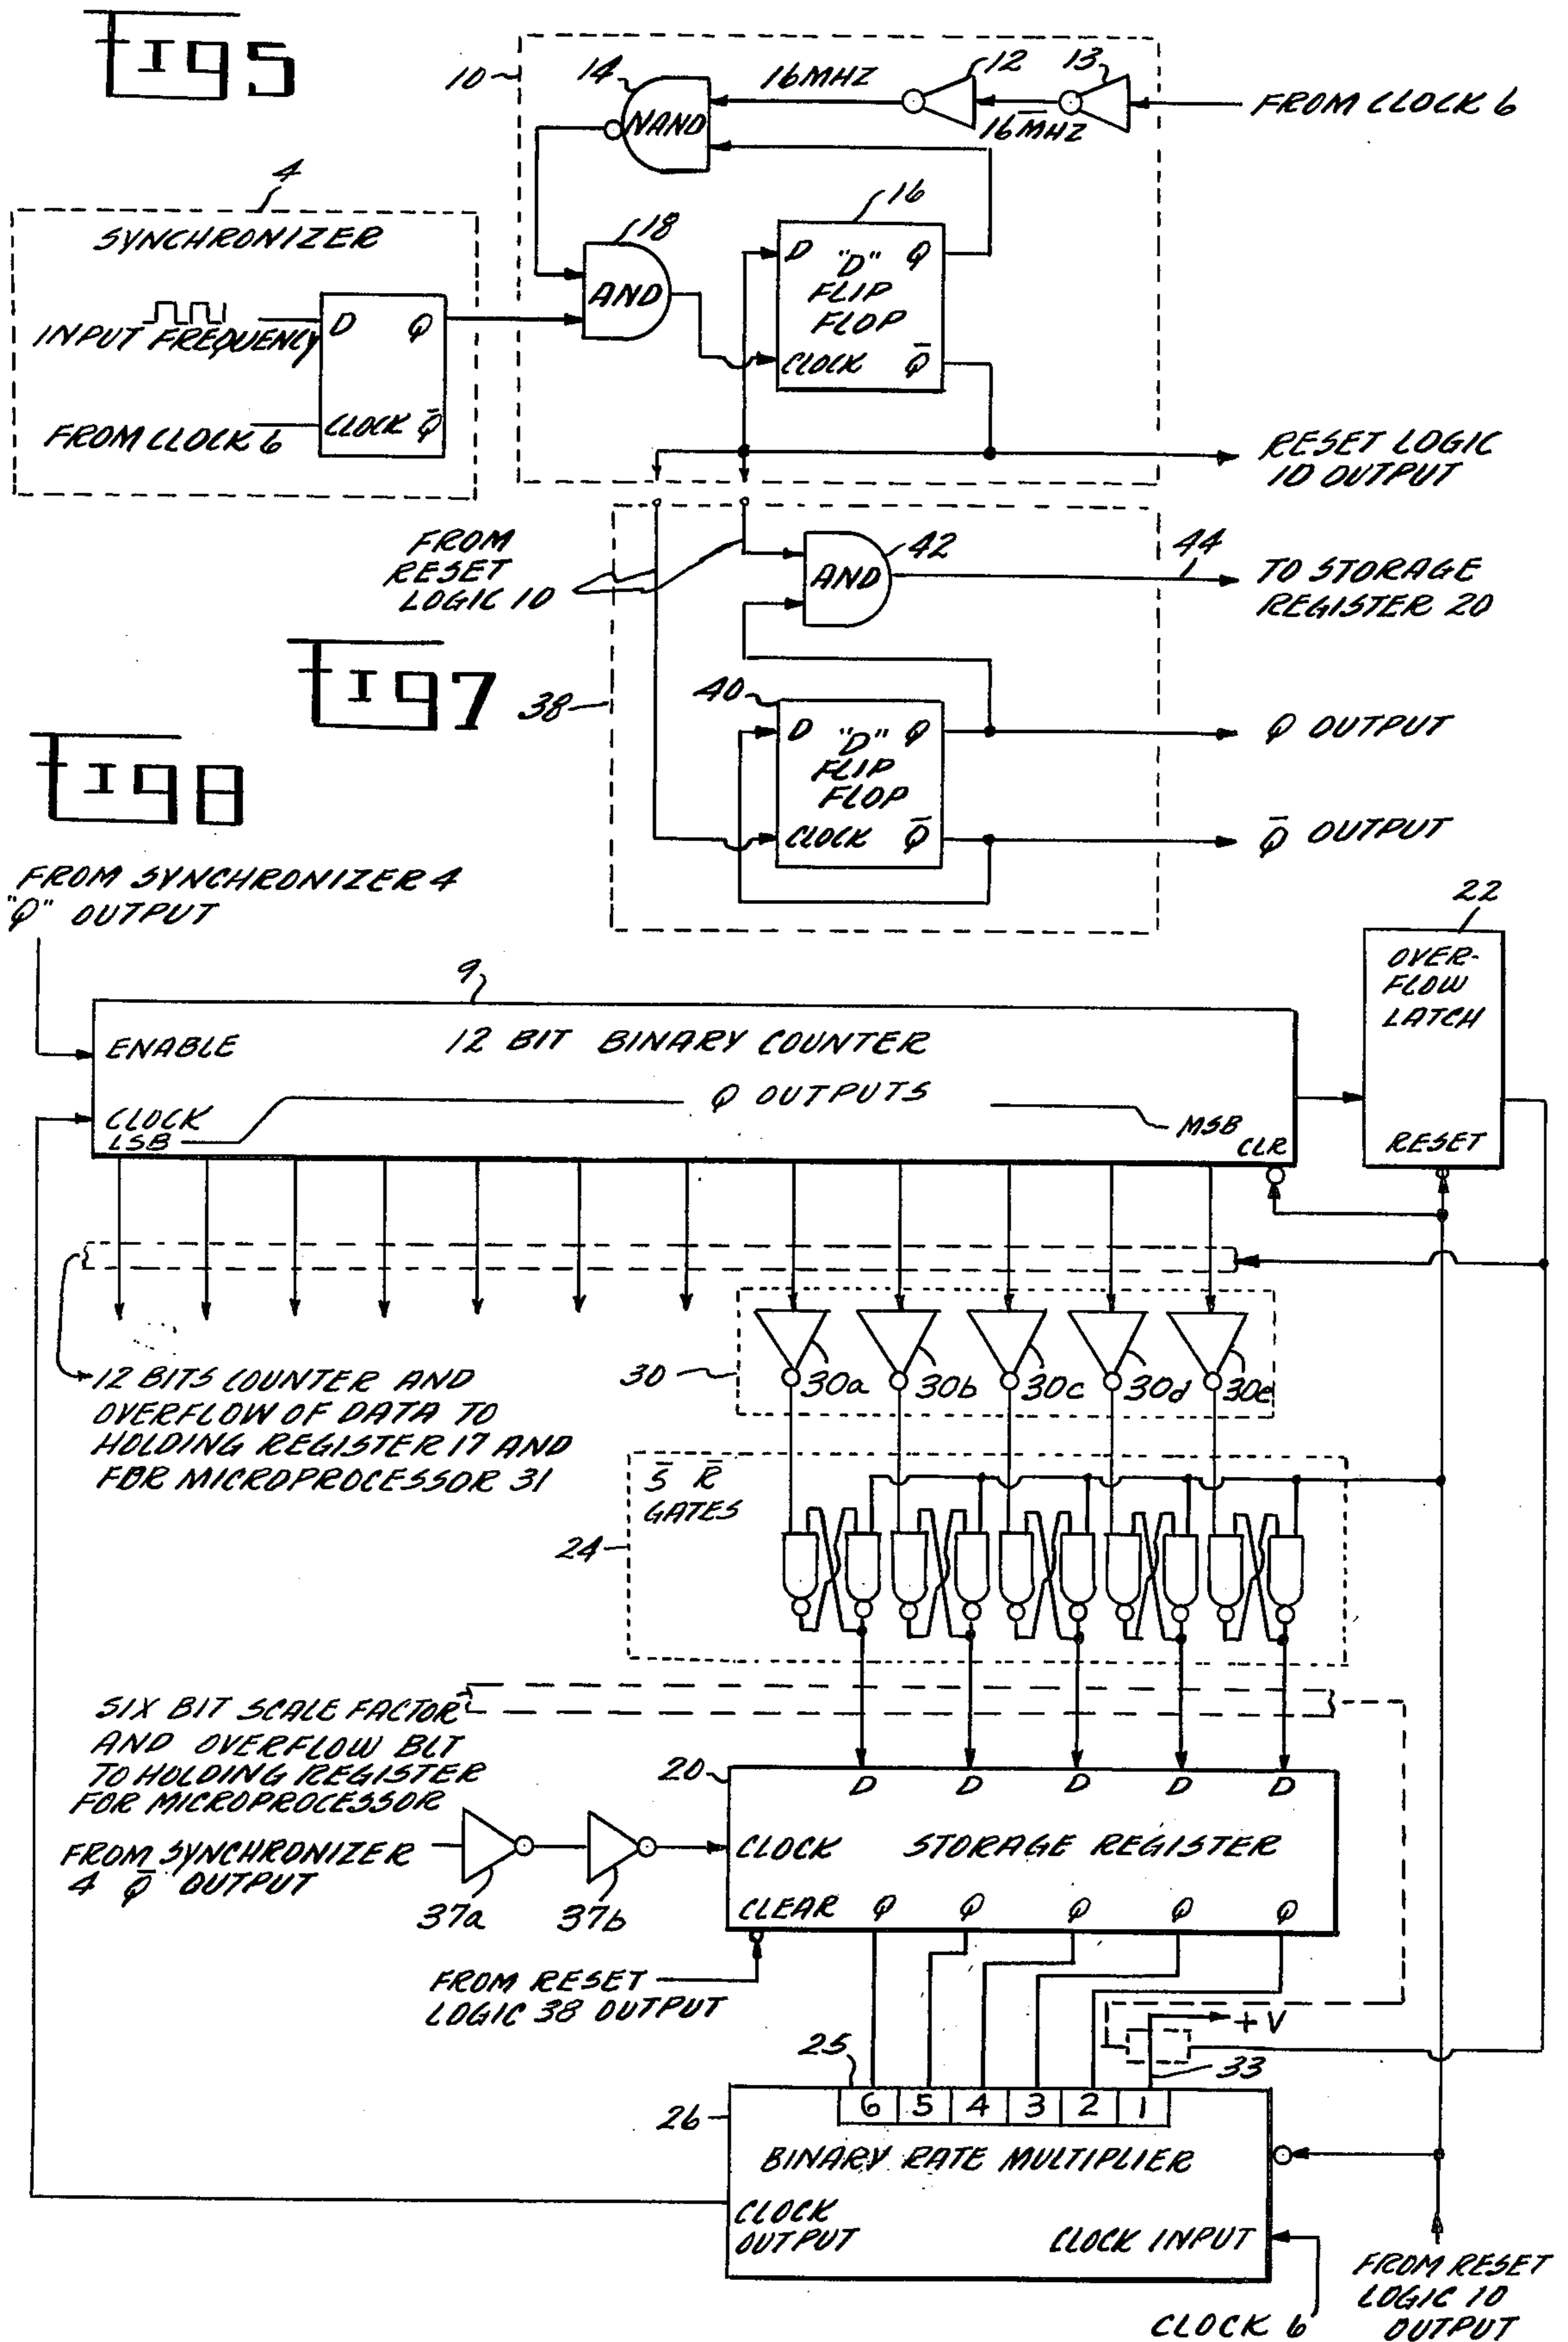 Fig 5
10
14
16MHZ
12
13
FROM CLOCK 6
NAND
16MHZ
4
SYNCHRONIZER
18
16
D "D" Q
FLIP
FLOP
CLOCK Q̄
AND
INPUT FREQUENCY
D Q
FROM CLOCK 6
CLOCK Q̄
RESET LOGIC
10 OUTPUT
FROM
RESET
LOGIC 10
AND
42
44
TO STORAGE
REGISTER 20
Fig 7
38
40
D "D" Q
FLIP
FLOP
CLOCK Q̄
Q OUTPUT
Q̄ OUTPUT
Fig 8
FROM SYNCHRONIZER 4
"Q" OUTPUT
9
22
OVER-
FLOW
LATCH
RESET
ENABLE
12 BIT BINARY COUNTER
Q OUTPUTS
CLOCK
LSB
MSB
CLR
12 BITS COUNTER AND
OVERFLOW OF DATA TO
HOLDING REGISTER 17 AND
FOR MICROPROCESSOR 31
30
30a 30b 30c 30d 30e
S̄ R̄
GATES
24
SIX BIT SCALE FACTOR
AND OVERFLOW BLT
TO HOLDING REGISTER
FOR MICROPROCESSOR
20
D D D D D
FROM SYNCHRONIZER
4 Q̄ OUTPUT
37a 37b
CLOCK STORAGE REGISTER
CLEAR Q Q Q Q Q
FROM RESET
LOGIC 38 OUTPUT
+V
25
33
26
6 5 4 3 2 1
BINARY RATE MULTIPLIER
CLOCK
OUTPUT
CLOCK INPUT
CLOCK 6
FROM RESET
LOGIC 10
OUTPUT